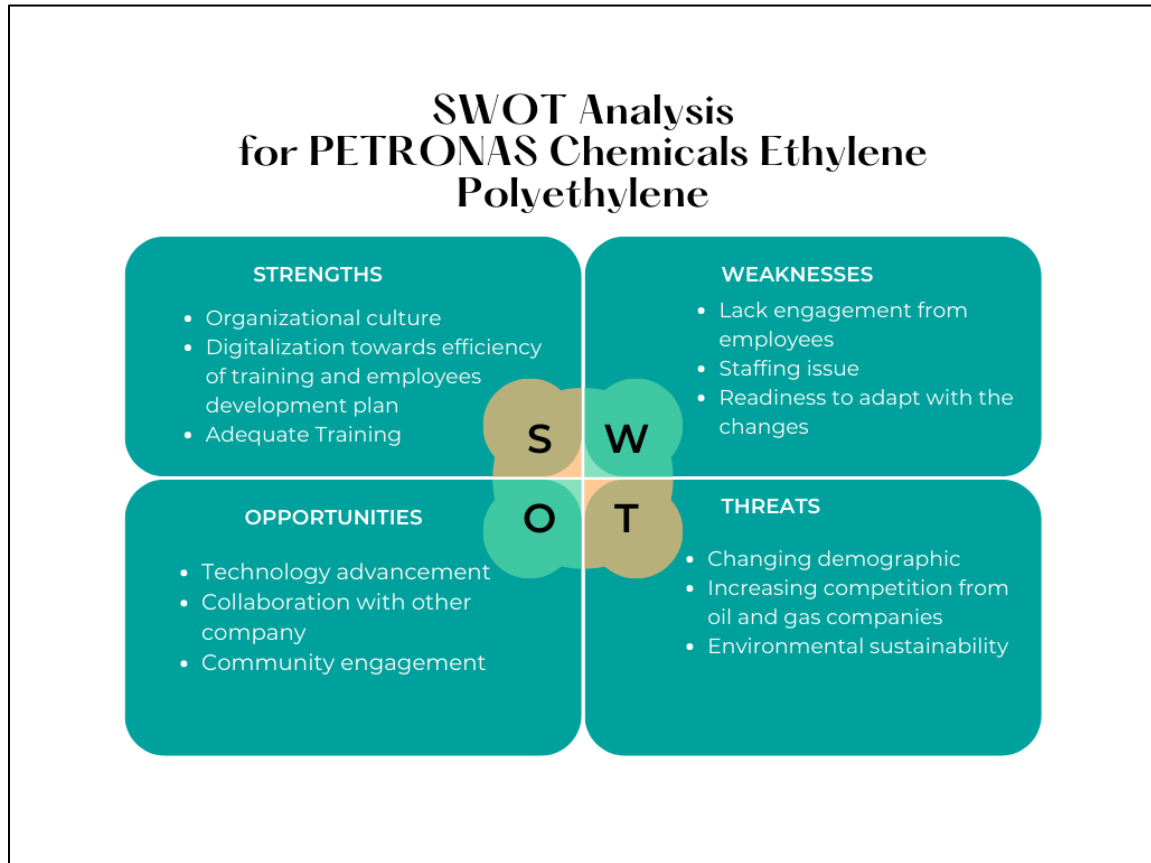 SWOT Analysis
for PETRONAS Chemicals Ethylene
Polyethylene
STRENGTHS
• Organizational culture
• Digitalization towards efficiency
of training and employees
development plan
• Adequate Training
WEAKNESSES
• Lack engagement from
employees
• Staffing issue
• Readiness to adapt with the
changes
S W
O T
OPPORTUNITIES
• Technology advancement
• Collaboration with other
company
• Community engagement
THREATS
• Changing demographic
• Increasing competition from
oil and gas companies
• Environmental sustainability